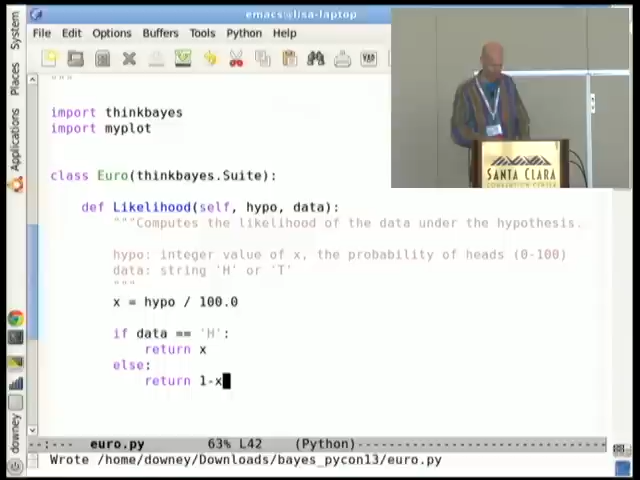 emacs@lisa-laptop
File Edit Options Buffers Tools Python Help
System
Places
Applications
downey
SANTA CLARA
CONVENTION CENTER
"""
import thinkbayes
import myplot
class Euro(thinkbayes.Suite):
def Likelihood(self, hypo, data):
"""Computes the likelihood of the data under the hypothesis.
hypo: integer value of x, the probability of heads (0-100)
data: string 'H' or 'T'
"""
x = hypo / 100.0
if data == 'H':
return x
else:
return 1-x
--:--- euro.py 63% L42 (Python)
Wrote /home/downey/Downloads/bayes_pycon13/euro.py